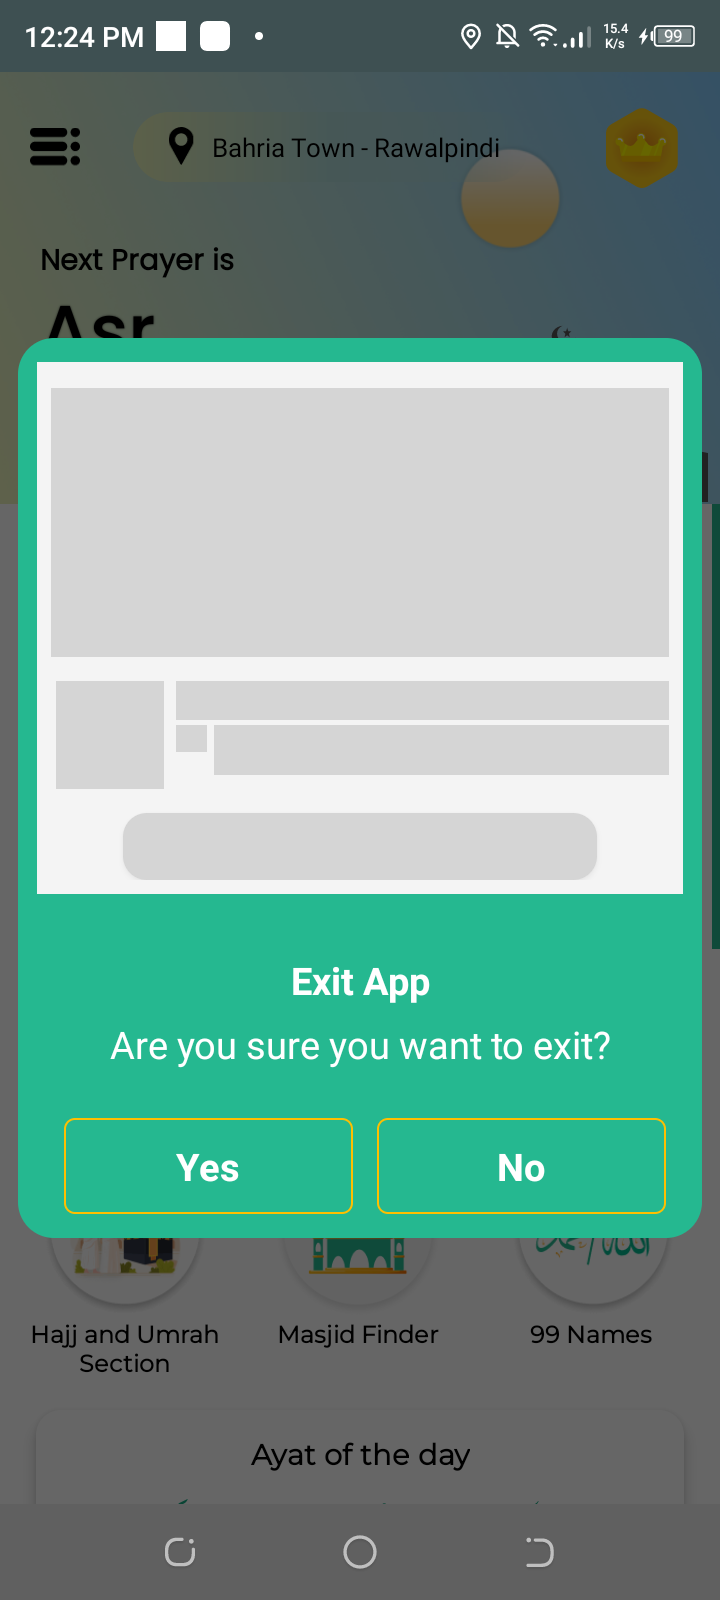 12:24 PM
15.4
K/s
99
Bahria Town - Rawalpindi
Next Prayer is
Asr
Exit App
Are you sure you want to exit?
Yes
No
Hajj and Umrah
Section
Masjid Finder
99 Names
Ayat of the day